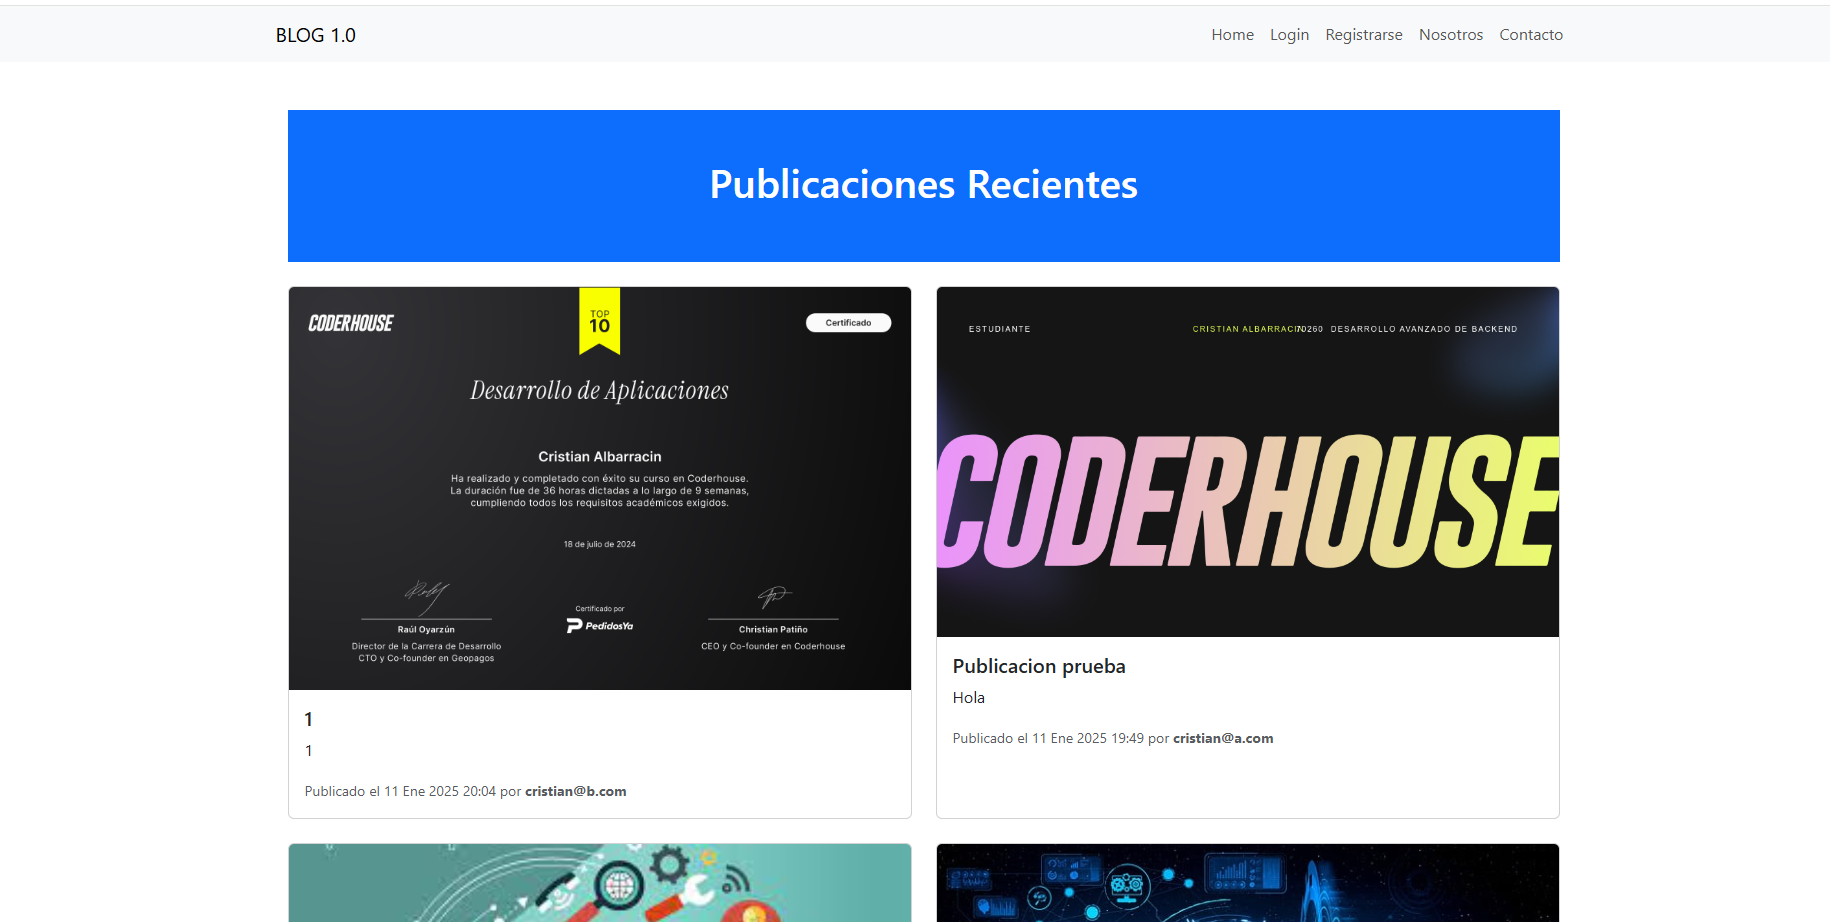 BLOG 1.0
Home Login Registrarse Nosotros Contacto
Publicaciones Recientes
CODERHOUSE
TOP
10
Certificado
Desarrollo de Aplicaciones
Cristian Albarracin
Ha realizado y completado con éxito su curso en Coderhouse.
La duración fue de 36 horas dictadas a lo largo de 9 semanas,
cumpliendo todos los requisitos académicos exigidos.
18 de julio de 2024
Raúl Oyarzún
Director de la Carrera de Desarrollo
CTO y Co-founder en Geopagos
Certificado por
PedidosYa
Christian Patiño
CEO y Co-founder en Coderhouse
1
1
Publicado el 11 Ene 2025 20:04 por cristian@b.com
ESTUDIANTE CRISTIAN ALBARRACIN 70260 DESARROLLO AVANZADO DE BACKEND
CODERHOUSE
Publicacion prueba
Hola
Publicado el 11 Ene 2025 19:49 por cristian@a.com